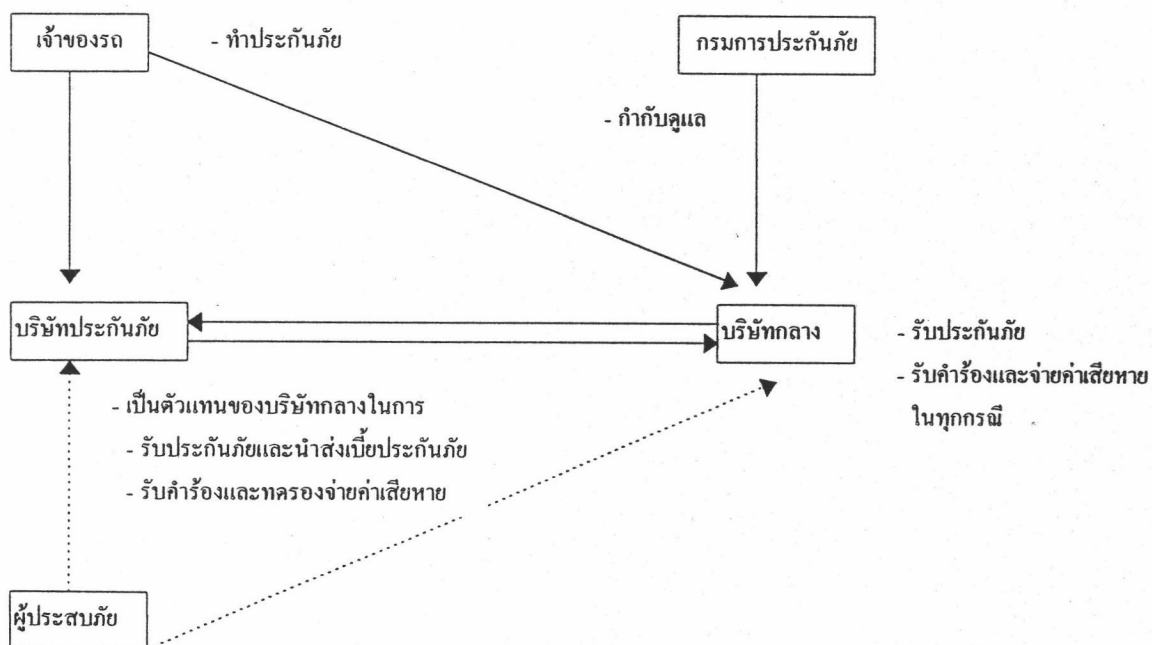 เจ้าของรถ
- ทำประกันภัย
กรมการประกันภัย
- กำกับดูแล
บริษัทประกันภัย
บริษัทกลาง
- รับประกันภัย
- รับคำร้องและจ่ายค่าเสียหาย
ในทุกกรณี
- เป็นตัวแทนของบริษัทกลางในการ
- รับประกันภัยและนำส่งเบี้ยประกันภัย
- รับคำร้องและทดรองจ่ายค่าเสียหาย
ผู้ประสบภัย